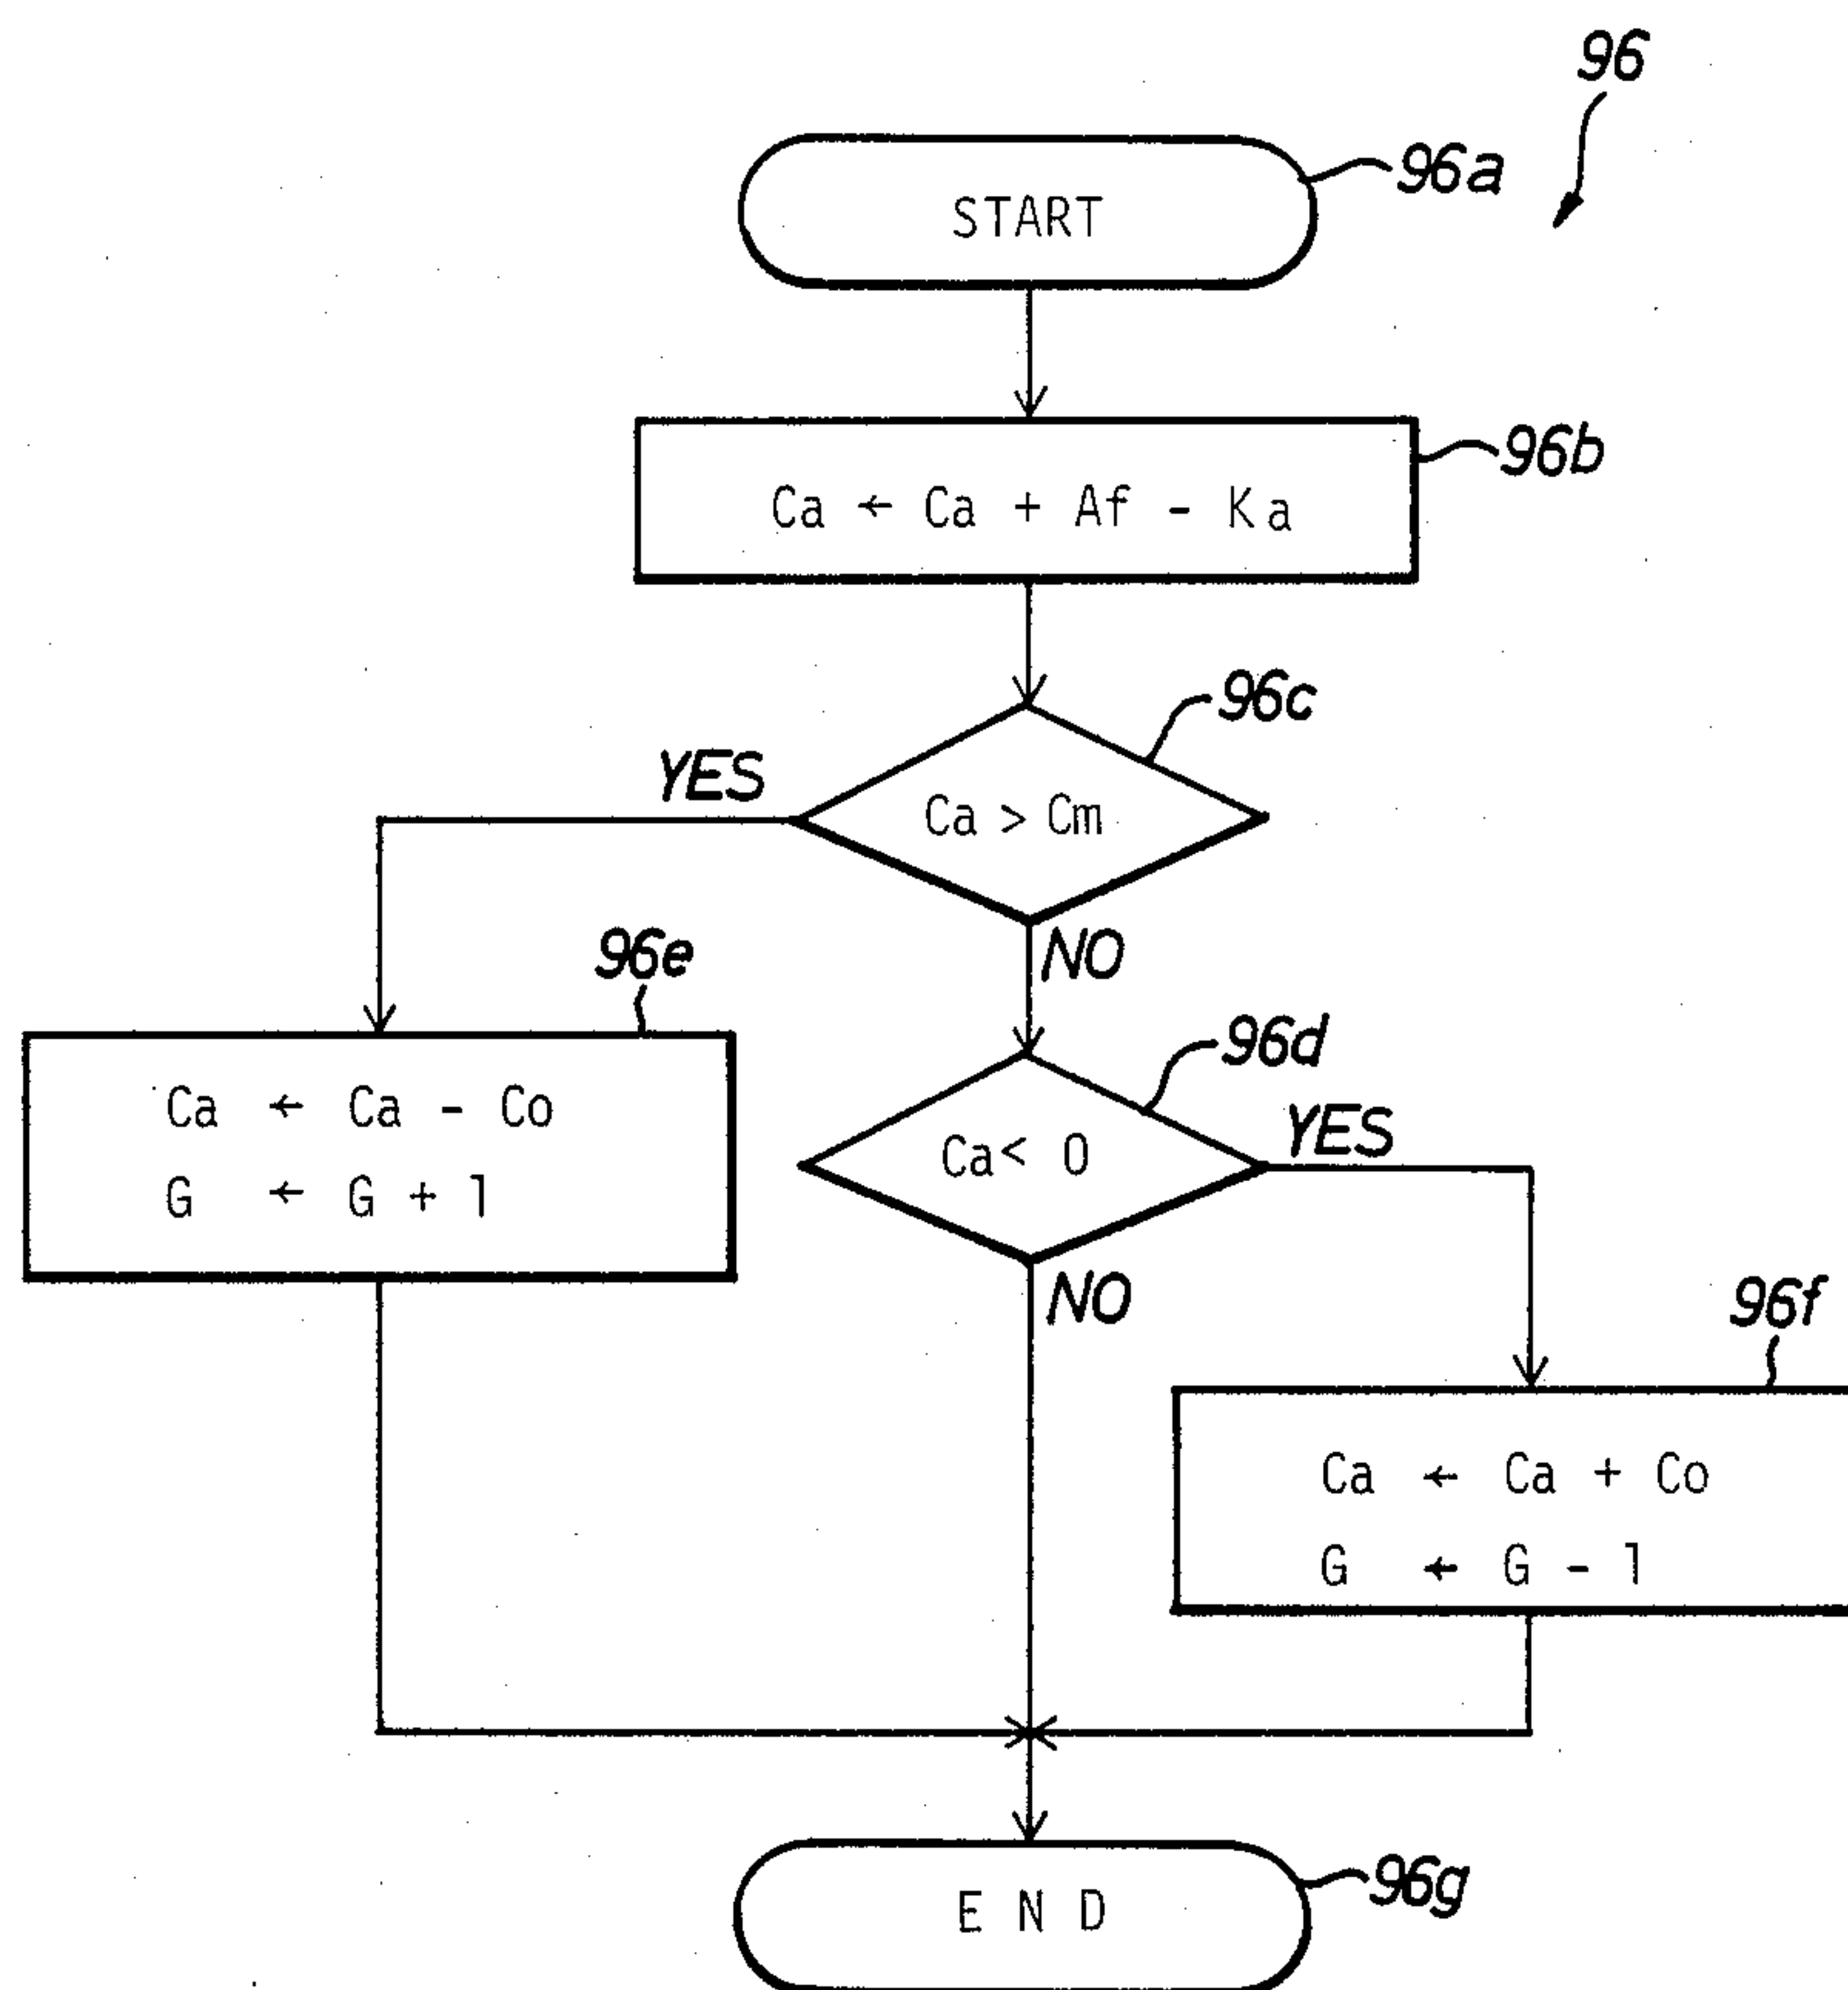 96
START
96a
Ca ← Ca + Af - Ka
96b
96c
YES
Ca > Cm
NO
96e
Ca ← Ca - Co
G ← G + 1
96d
Ca < 0
YES
NO
96f
Ca ← Ca + Co
G ← G - 1
END
96g